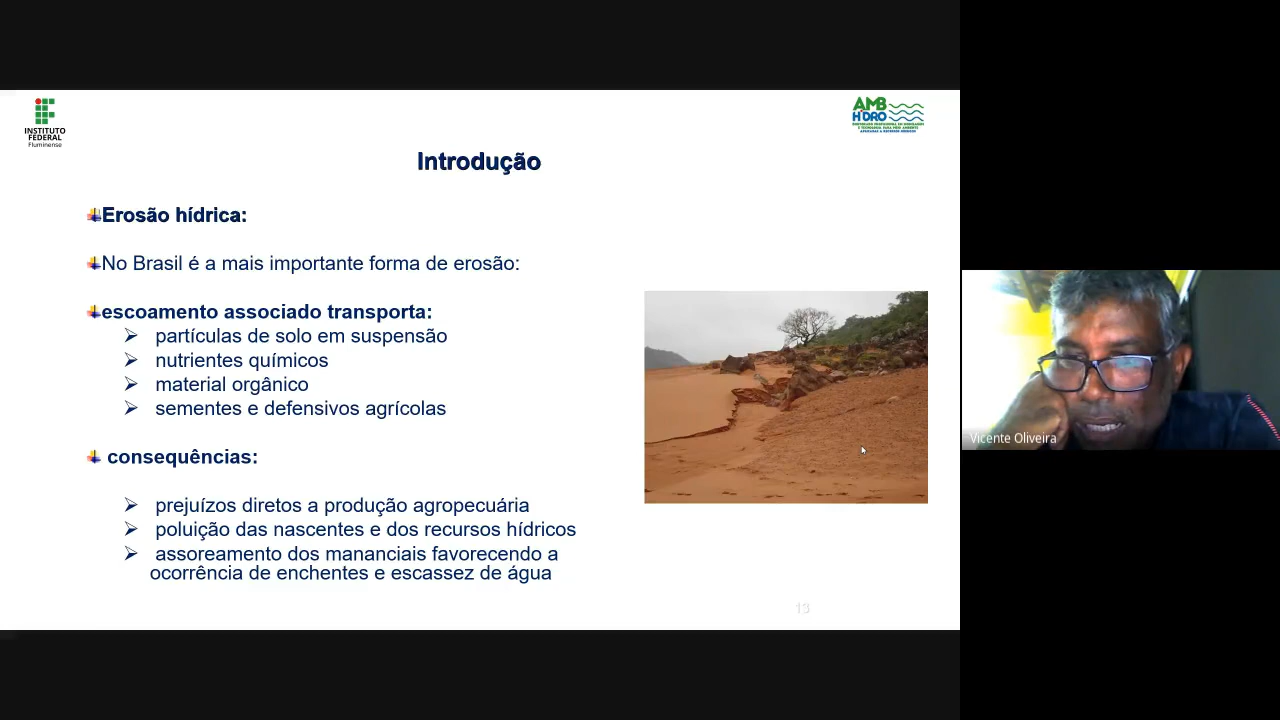 INSTITUTO
FEDERAL
Fluminense
AMB
HIDRO
Introdução
Erosão hídrica:
No Brasil é a mais importante forma de erosão:
escoamento associado transporta:
partículas de solo em suspensão
nutrientes químicos
material orgânico
sementes e defensivos agrícolas
consequências:
prejuízos diretos a produção agropecuária
poluição das nascentes e dos recursos hídricos
assoreamento dos mananciais favorecendo a
ocorrência de enchentes e escassez de água
13
Vicente Oliveira